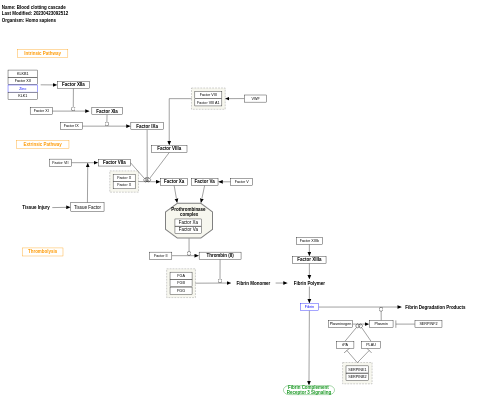 Name: Blood clotting cascade
Last Modified: 20230423092512
Organism: Homo sapiens
Intrinsic Pathway
KLKB1
Factor XII
Zinc
KLK1
Factor XIIa
Factor XI
Factor XIa
Factor IX
Factor IXa
Factor VIII
Factor VIII A1
VWF
Factor VIIIa
Extrinsic Pathway
Factor VII
Factor VIIa
Factor X
Factor X
Factor Xa
Factor Va
Factor V
Tissue Injury
Tissue Factor
Prothrombinase
complex
Factor Xa
Factor Va
Thrombolysis
Factor II
Thrombin (II)
Factor XIIIb
Factor XIIIa
FGA
FGB
FGG
Fibrin Monomer
Fibrin Polymer
Fibrin
Fibrin Degradation Products
Plasminogen
Plasmin
SERPINF2
tPA
PLAU
SERPINE1
SERPINB2
Fibrin Complement
Receptor 3 Signaling